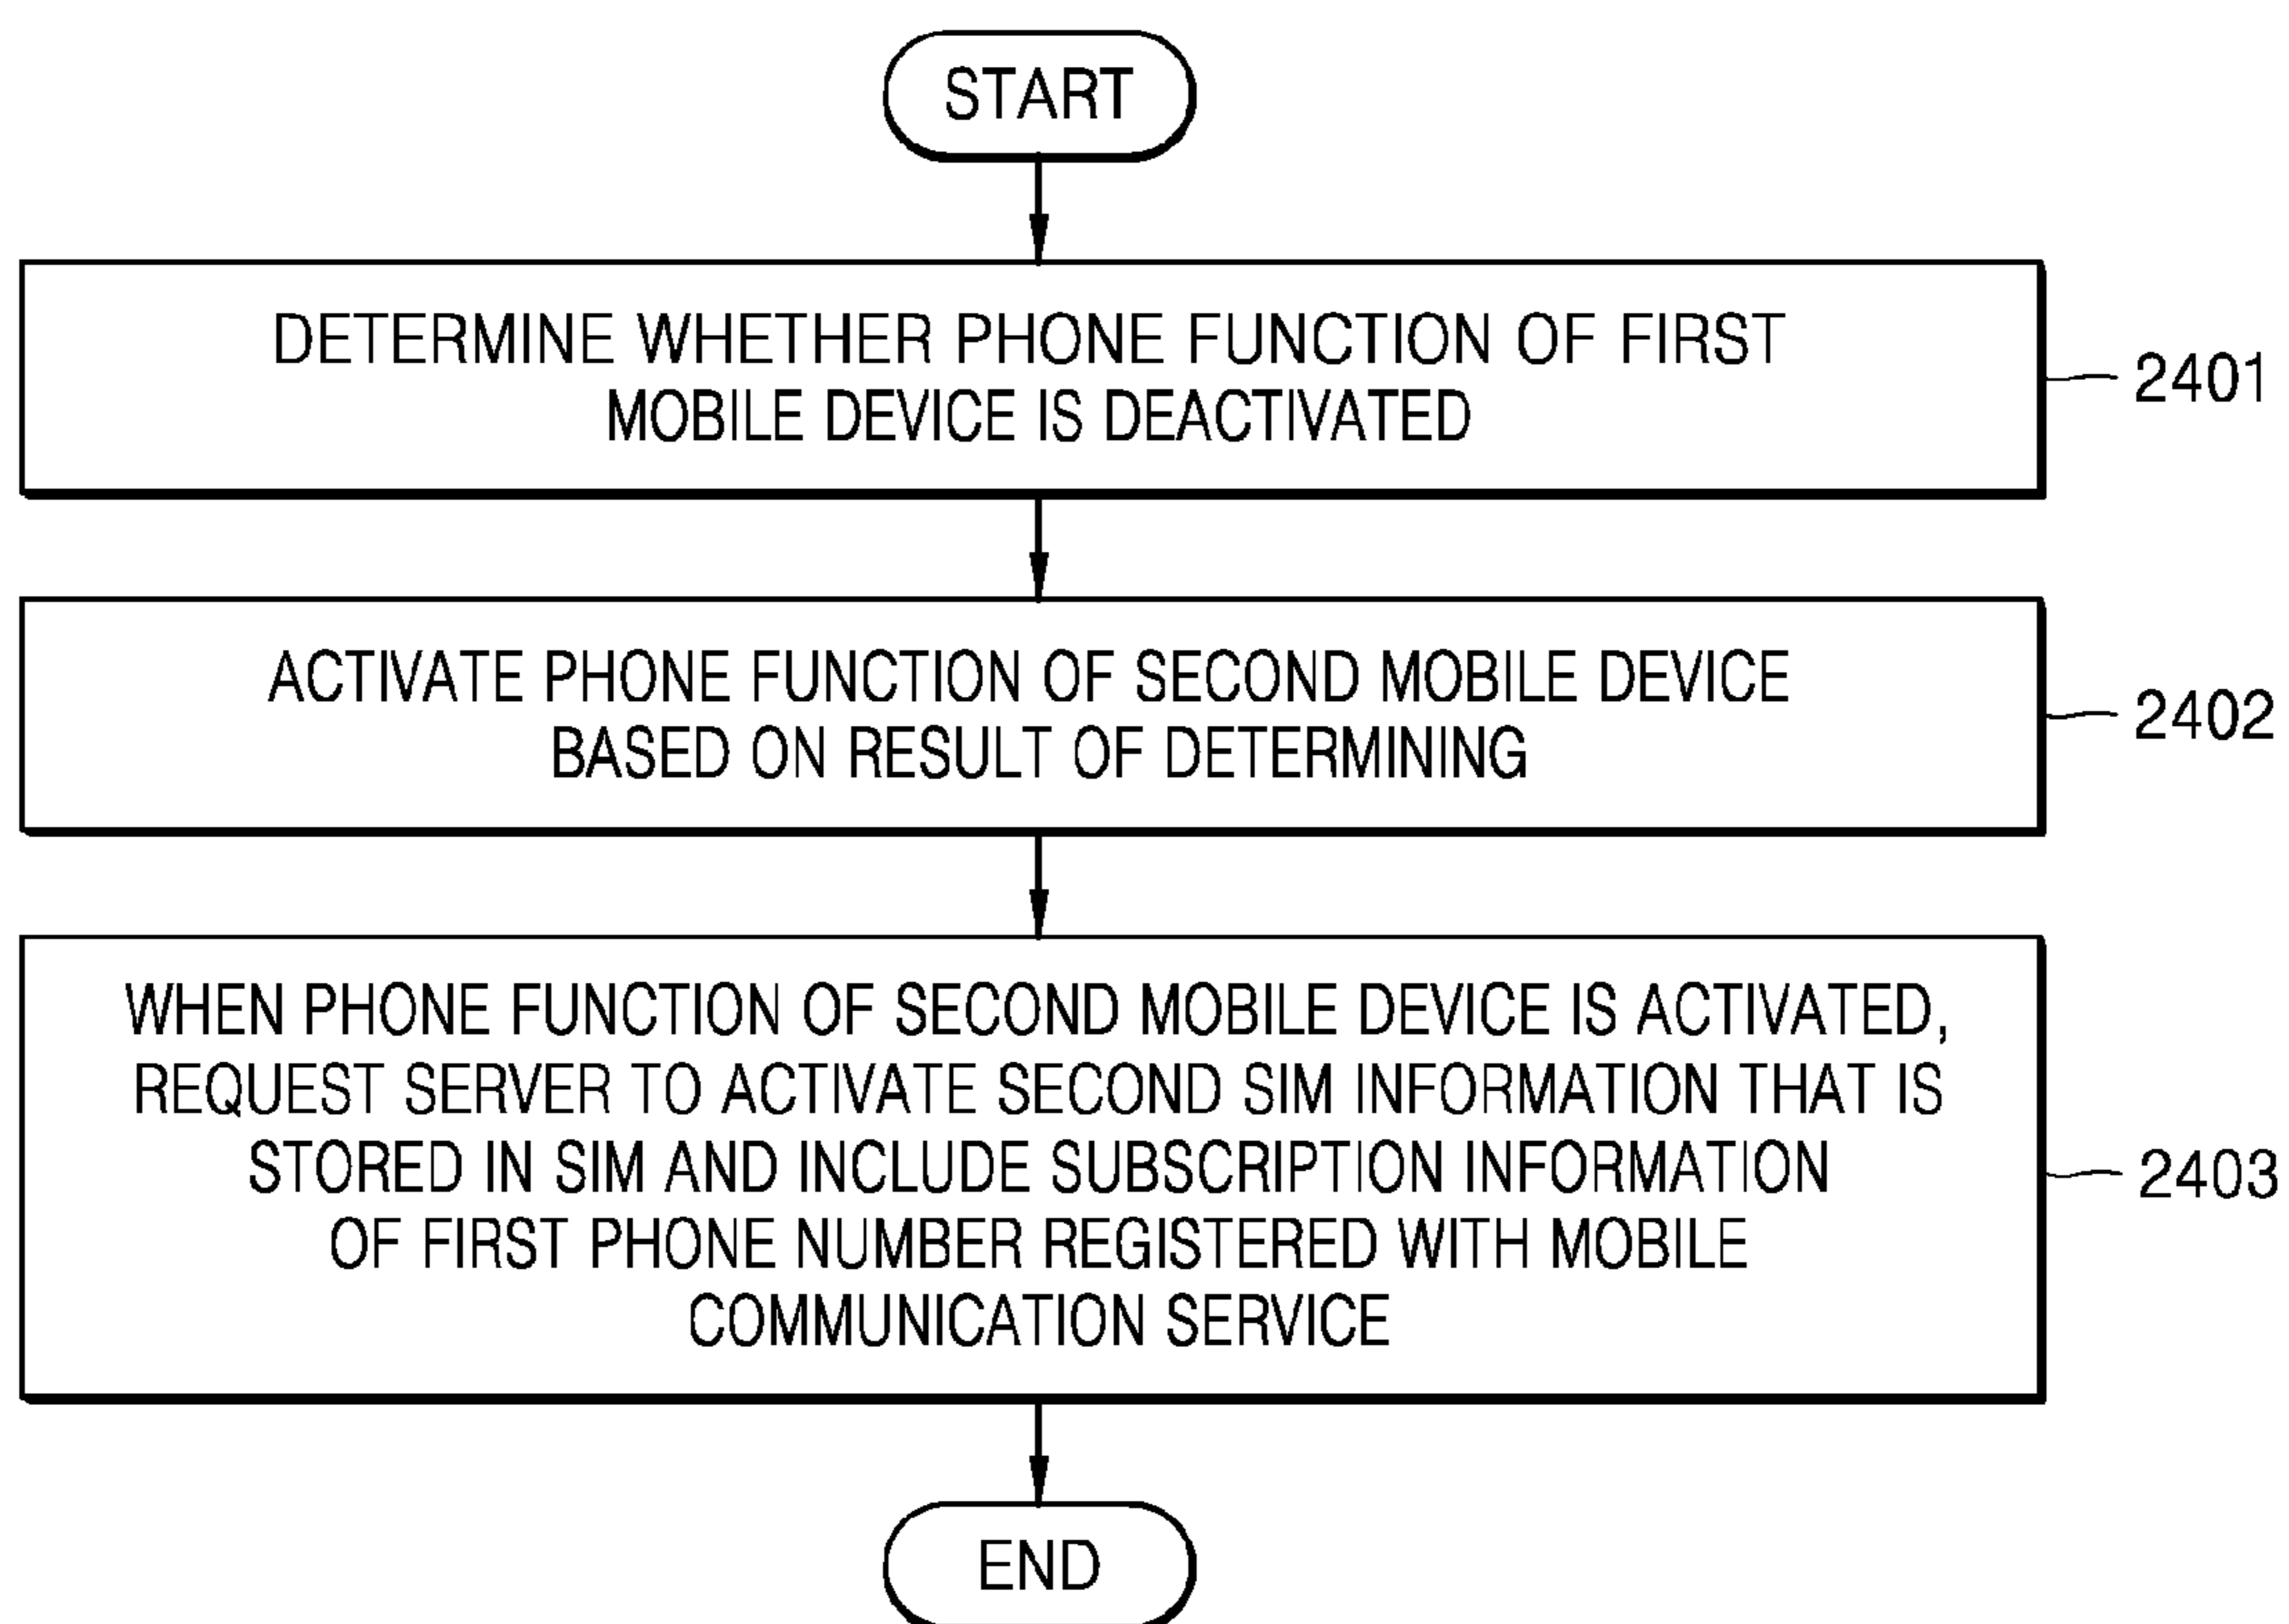 START
DETERMINE WHETHER PHONE FUNCTION OF FIRST
MOBILE DEVICE IS DEACTIVATED
2401
ACTIVATE PHONE FUNCTION OF SECOND MOBILE DEVICE
BASED ON RESULT OF DETERMINING
2402
WHEN PHONE FUNCTION OF SECOND MOBILE DEVICE IS ACTIVATED,
REQUEST SERVER TO ACTIVATE SECOND SIM INFORMATION THAT IS
STORED IN SIM AND INCLUDE SUBSCRIPTION INFORMATION
OF FIRST PHONE NUMBER REGISTERED WITH MOBILE
COMMUNICATION SERVICE
2403
END